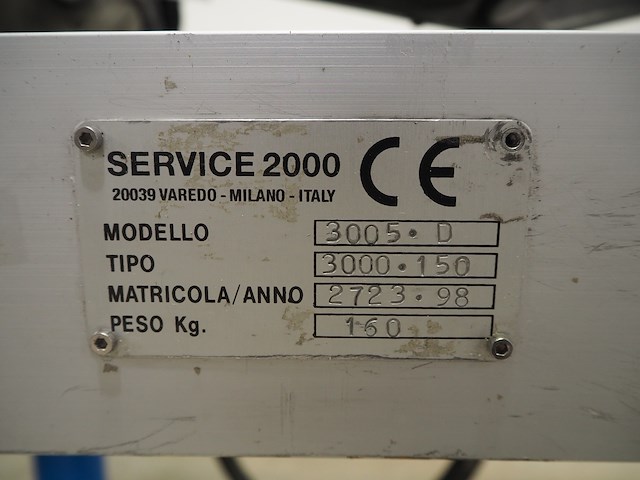 SERVICE 2000 CE
20039 VAREDO - MILANO - ITALY
MODELLO 3005• D
TIPO 3000•150
MATRICOLA/ANNO 2723•98
PESO Kg. 160